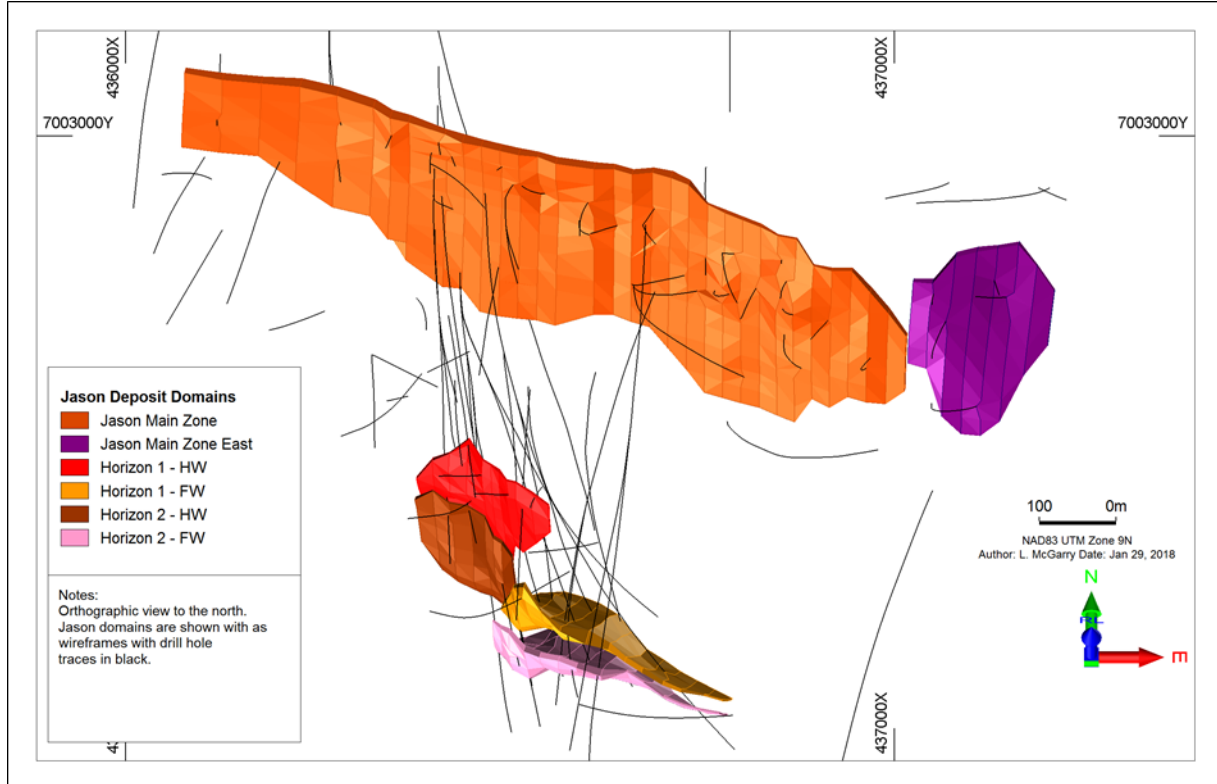 436000X
437000X
7003000Y
7003000Y
Jason Deposit Domains
Jason Main Zone
Jason Main Zone East
Horizon 1 - HW
Horizon 1 - FW
Horizon 2 - HW
Horizon 2 - FW
Notes:
Orthographic view to the north.
Jason domains are shown with as
wireframes with drill hole
traces in black.
100 0m
NAD83 UTM Zone 9N
Author: L. McGarry Date: Jan 29, 2018
N
E
437000X